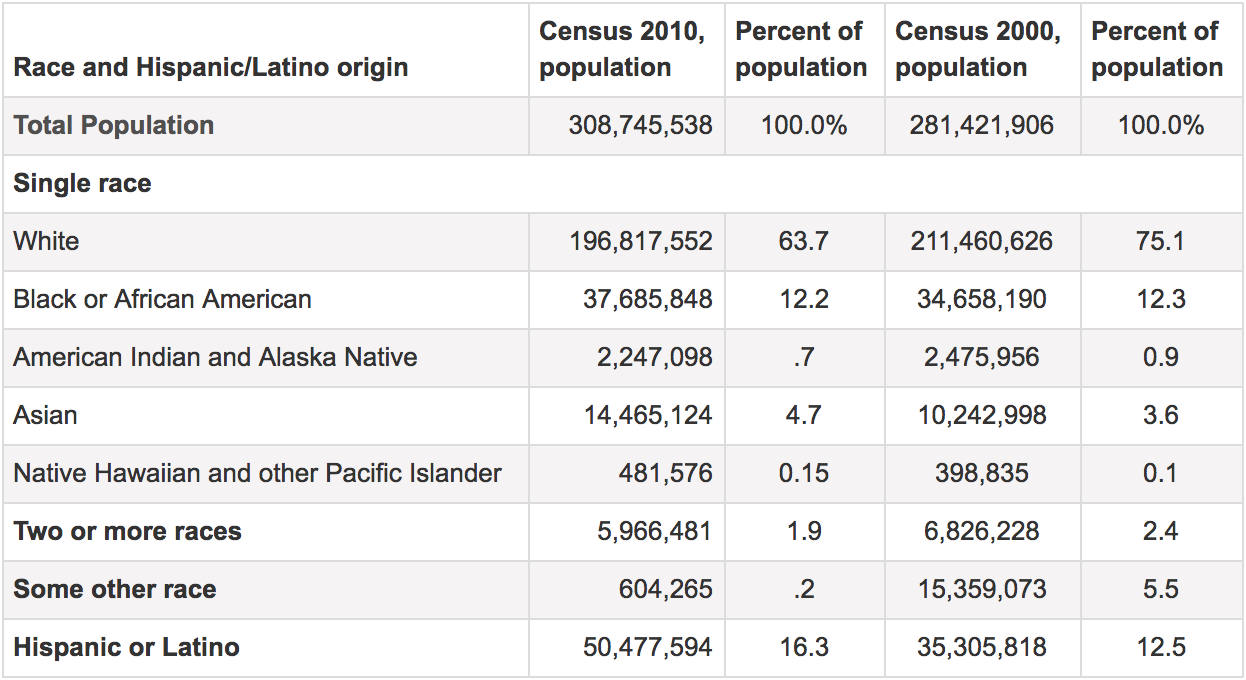 Race and Hispanic/Latino origin Census 2010, population Percent of population Census 2000, population Percent of population
Total Population 308,745,538 100.0% 281,421,906 100.0%
Single race
White 196,817,552 63.7 211,460,626 75.1
Black or African American 37,685,848 12.2 34,658,190 12.3
American Indian and Alaska Native 2,247,098 .7 2,475,956 0.9
Asian 14,465,124 4.7 10,242,998 3.6
Native Hawaiian and other Pacific Islander 481,576 0.15 398,835 0.1
Two or more races 5,966,481 1.9 6,826,228 2.4
Some other race 604,265 .2 15,359,073 5.5
Hispanic or Latino 50,477,594 16.3 35,305,818 12.5